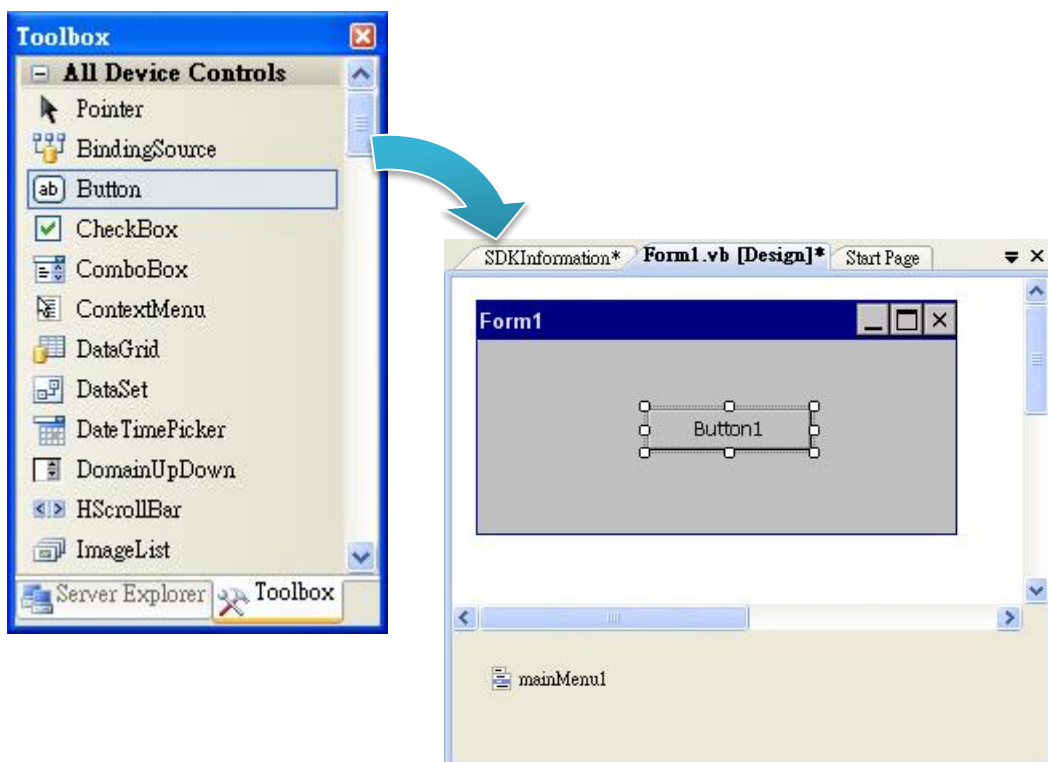 Toolbox
All Device Controls
Pointer
BindingSource
ab Button
CheckBox
ComboBox
ContextMenu
DataGrid
DataSet
DateTimePicker
DomainUpDown
HScrollBar
ImageList
Server Explorer Toolbox
SDKInformation* Form1.vb [Design]* Start Page
Form1
Button1
mainMenu1